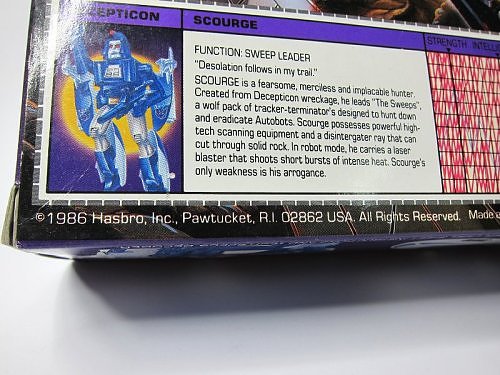 EPTICON
SCOURGE
STRENGTH INTELLI
FUNCTION: SWEEP LEADER
"Desolation follows in my trail."
SCOURGE is a fearsome, merciless and implacable hunter.
Created from Decepticon wreckage, he leads "The Sweeps",
a wolf pack of tracker-terminator's designed to hunt down
and eradicate Autobots. Scourge possesses powerful high-
tech scanning equipment and a disintergater ray that can
cut through solid rock. In robot mode, he carries a laser
blaster that shoots short bursts of intense heat. Scourge's
only weakness is his arrogance.
©1986 Hasbro, Inc., Pawtucket, R.I. 02862 USA. All Rights Reserved. Made